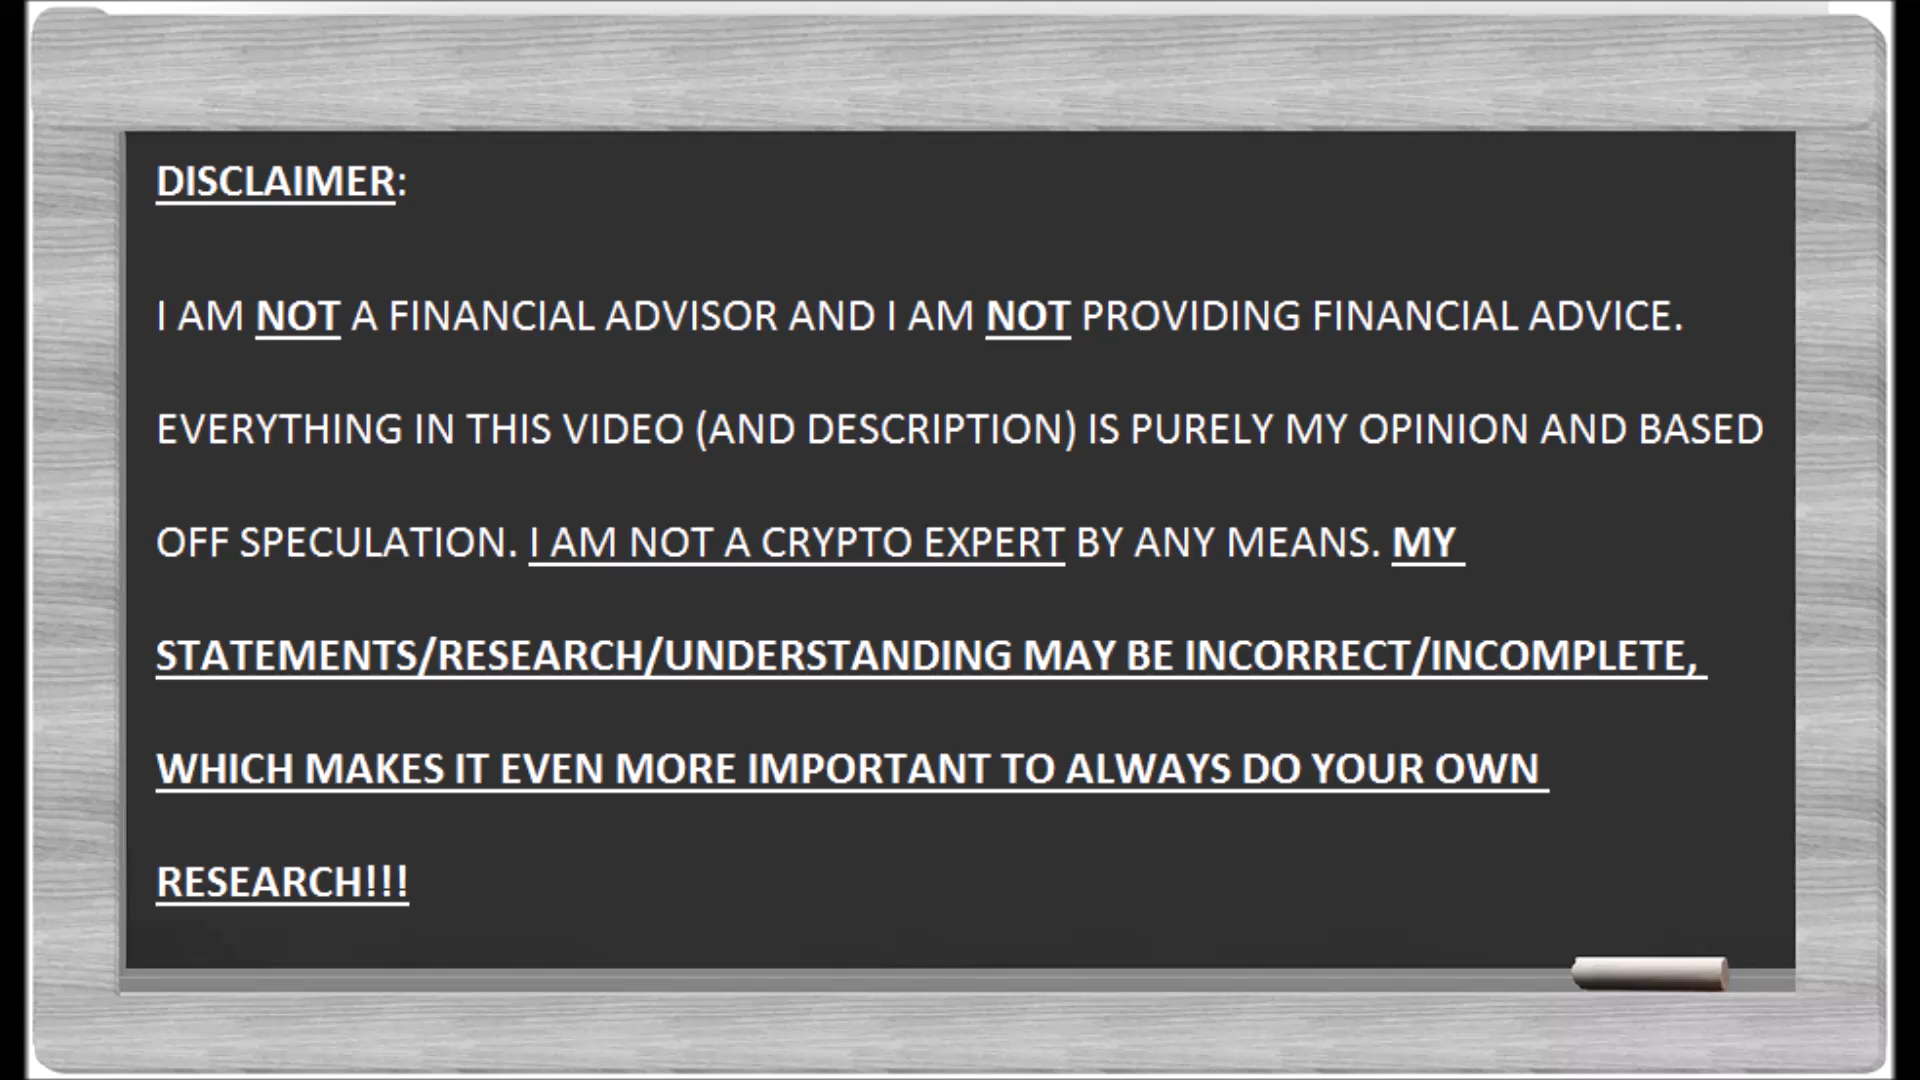 DISCLAIMER:
I AM NOT A FINANCIAL ADVISOR AND I AM NOT PROVIDING FINANCIAL ADVICE.
EVERYTHING IN THIS VIDEO (AND DESCRIPTION) IS PURELY MY OPINION AND BASED
OFF SPECULATION. I AM NOT A CRYPTO EXPERT BY ANY MEANS. MY
STATEMENTS/RESEARCH/UNDERSTANDING MAY BE INCORRECT/INCOMPLETE,
WHICH MAKES IT EVEN MORE IMPORTANT TO ALWAYS DO YOUR OWN
RESEARCH!!!